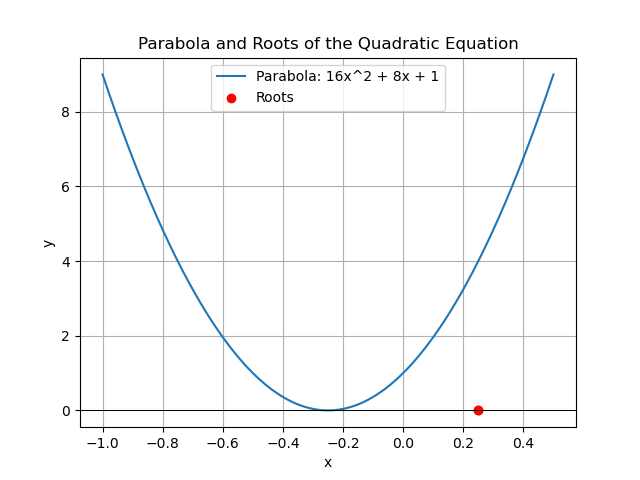 Parabola and Roots of the Quadratic Equation
Parabola: 16x^2 + 8x + 1
Roots
y
8
6
4
2
0
−1.0
−0.8
−0.6
−0.4
−0.2
0.0
0.2
0.4
x